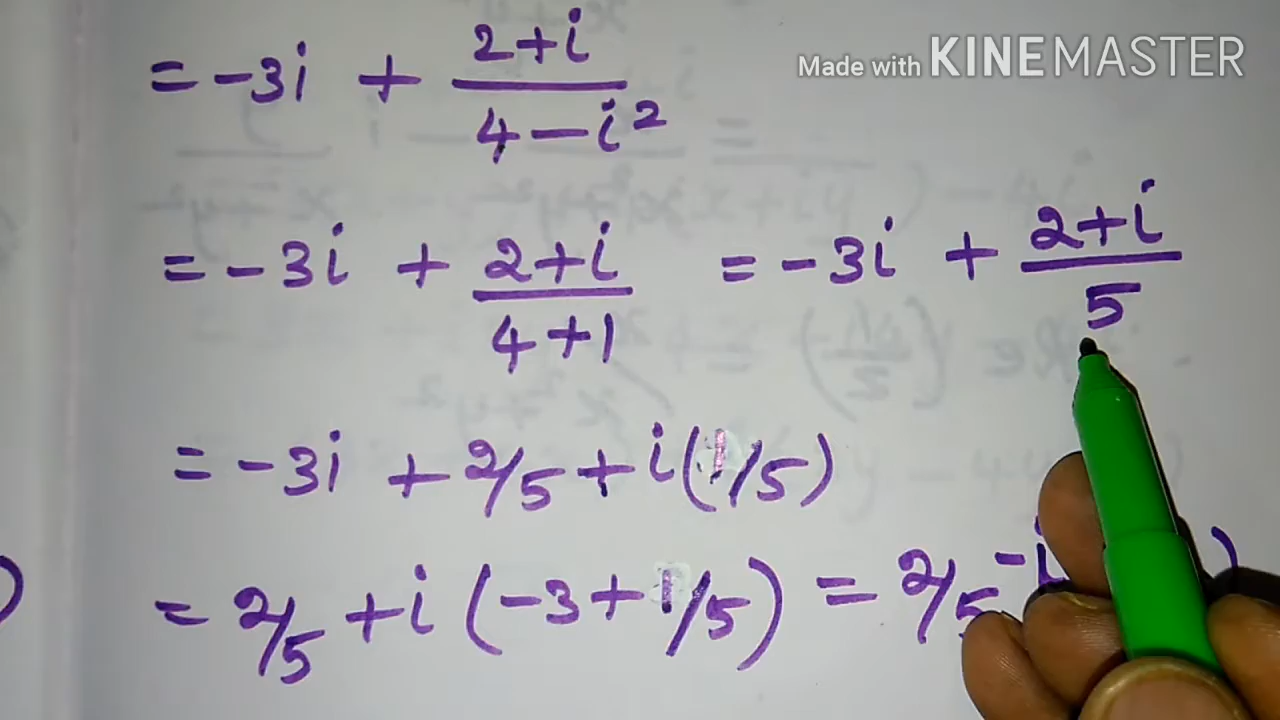 Made with KINEMASTER
= -3i + (2+i)/(4-i²)
= -3i + (2+i)/(4+1) = -3i + (2+i)/5
= -3i + 2/5 + i(1/5)
= 2/5 + i(-3+1/5) = 2/5 -i )